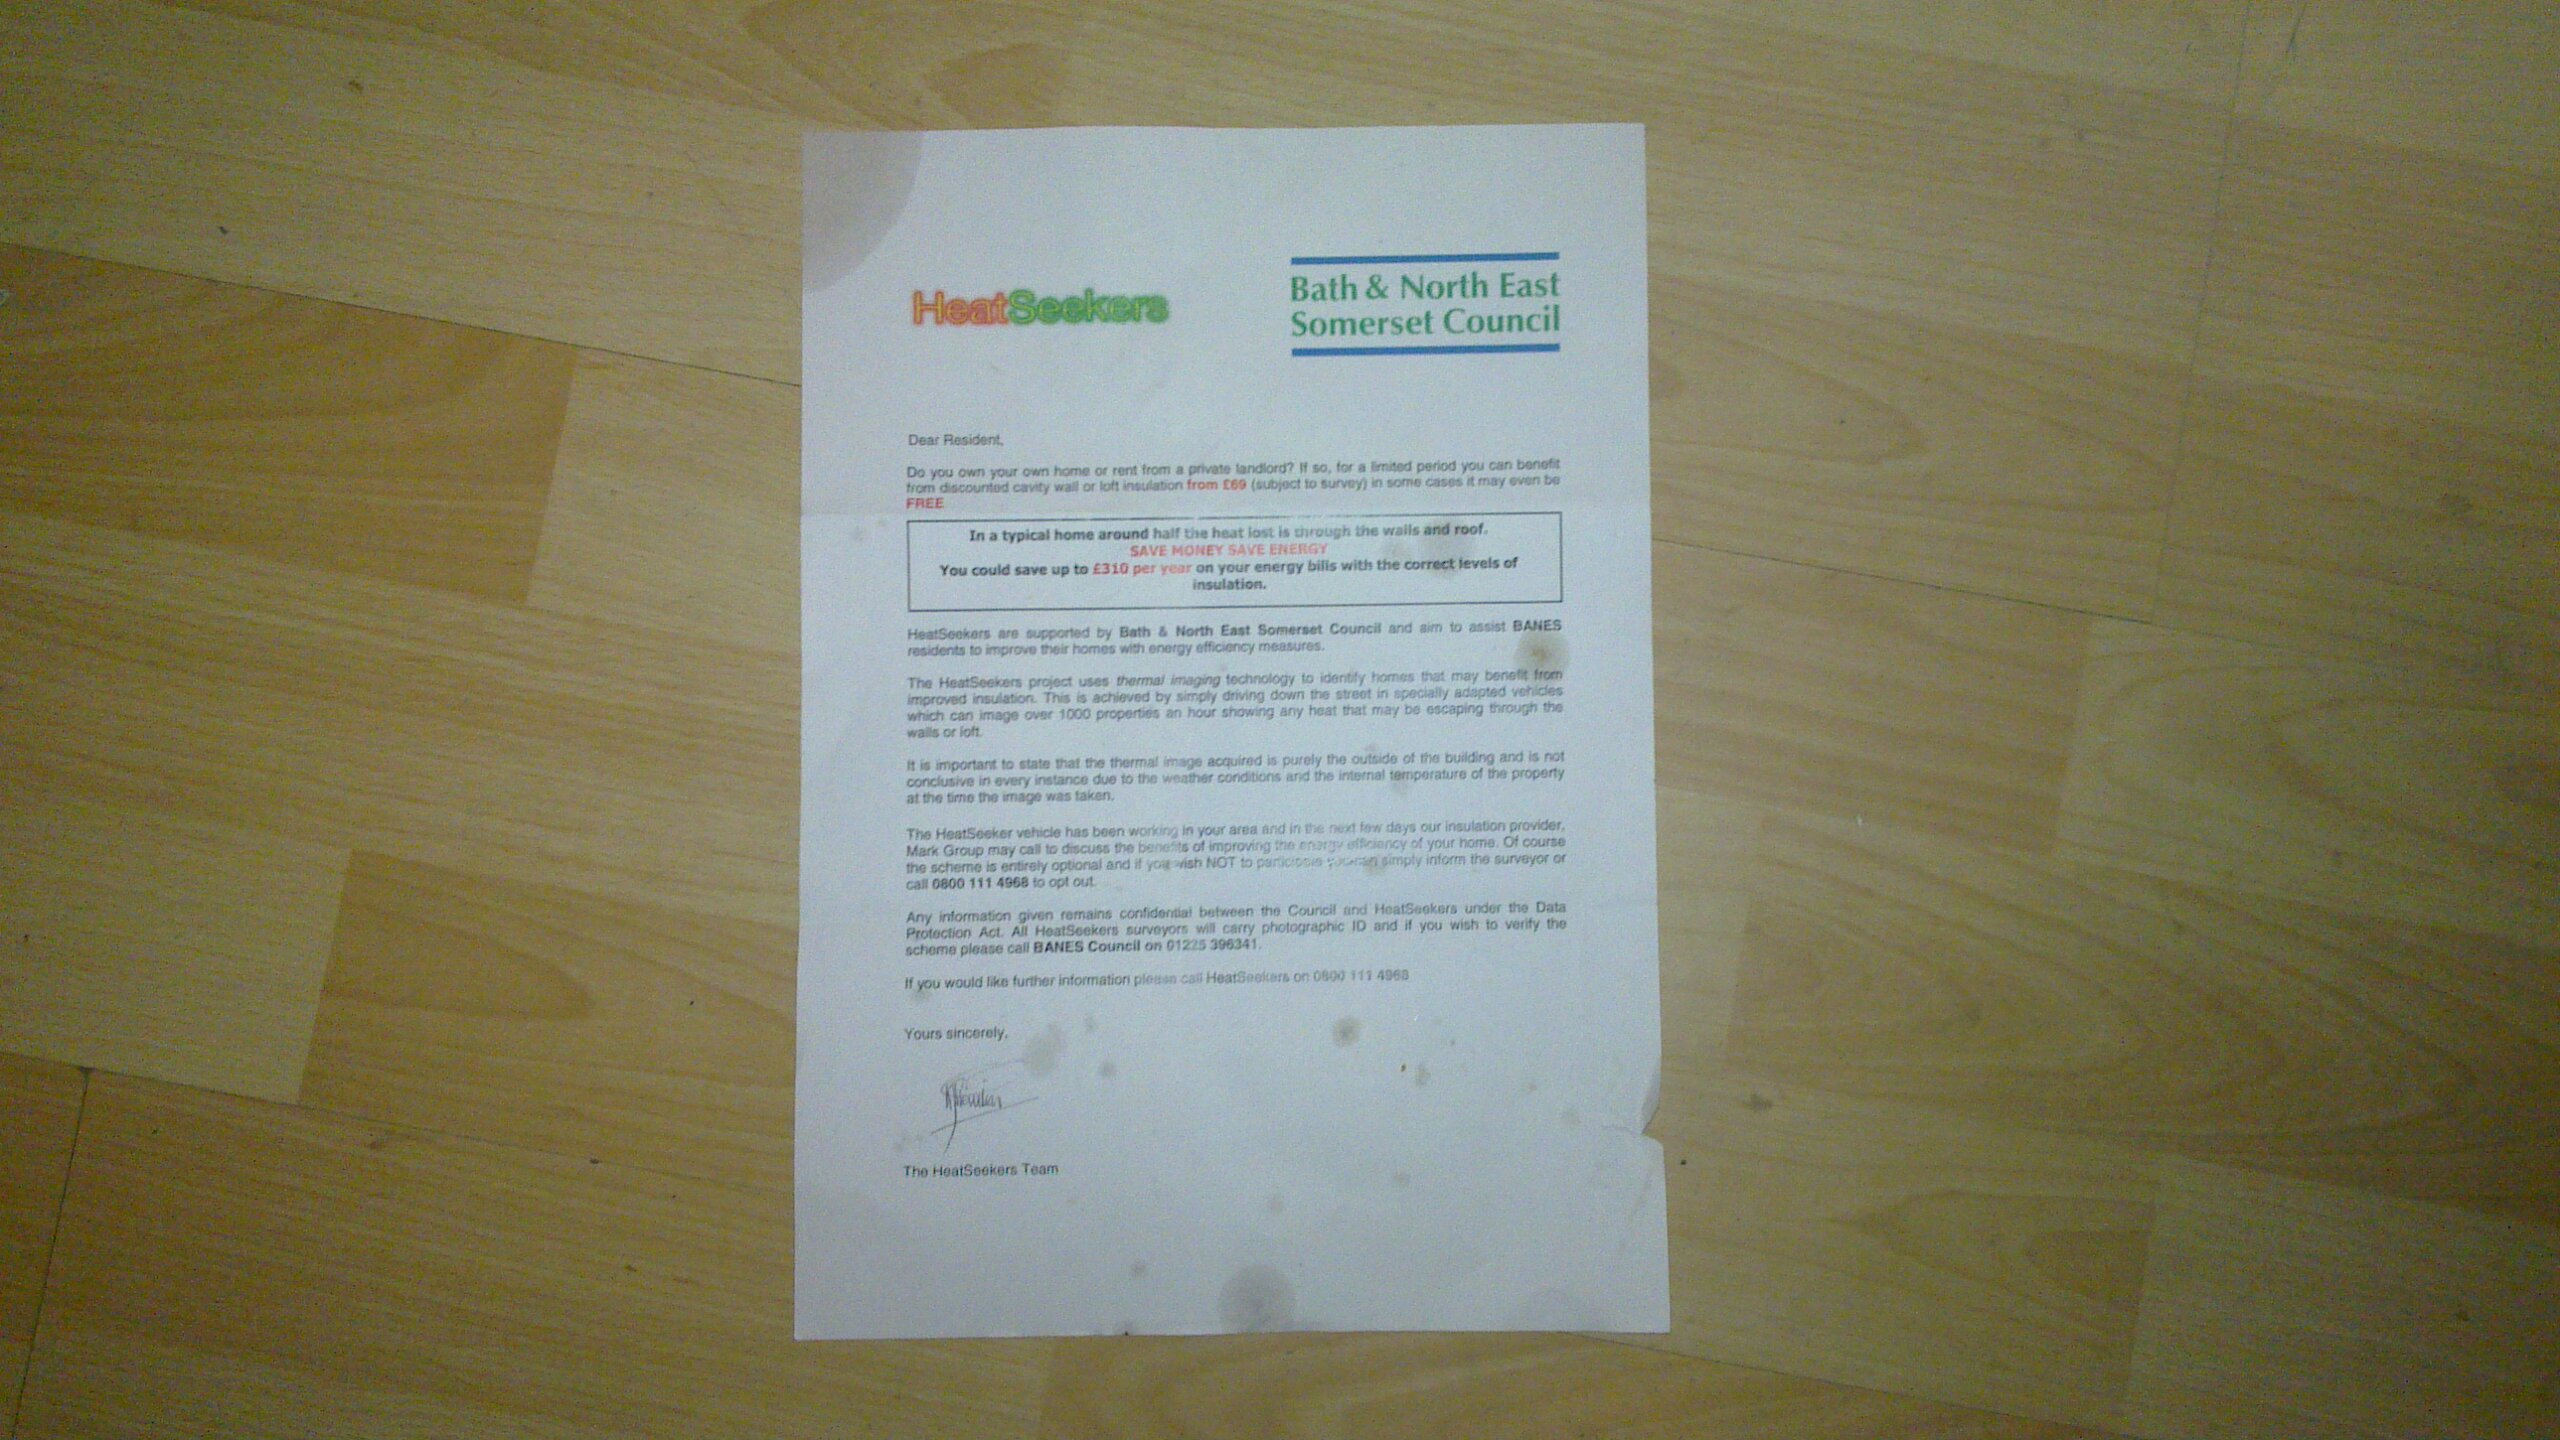 HeatSeekers
Bath & North East
Somerset Council
Dear Resident,
Do you own your own home or rent from a private landlord? If so, for a limited period you can benefit
from discounted cavity wall or loft insulation from £69 (subject to survey) in some cases it may even be
FREE
In a typical home around half the heat lost is through the walls and roof.
SAVE MONEY SAVE ENERGY
You could save up to £310 per year on your energy bills with the correct levels of
insulation.
HeatSeekers are supported by Bath & North East Somerset Council and aim to assist BANES
residents to improve their homes with energy efficiency measures.
The HeatSeekers project uses thermal imaging technology to identify homes that may benefit from
improved insulation. This is achieved by simply driving down the street in specially adapted vehicles
which can image over 1000 properties an hour showing any heat that may be escaping through the
walls or loft.
It is important to state that the thermal image acquired is purely the outside of the building and is not
conclusive in every instance due to the weather conditions and the internal temperature of the property
at the time the image was taken.
The HeatSeeker vehicle has been working in your area and in the next few days our insulation provider,
Mark Group may call to discuss the benefits of improving the energy efficiency of your home. Of course
the scheme is entirely optional and if you wish NOT to participate you can simply inform the surveyor or
call 0800 111 4968 to opt out.
Any information given remains confidential between the Council and HeatSeekers under the Data
Protection Act. All HeatSeekers surveyors will carry photographic ID and if you wish to verify the
scheme please call BANES Council on 01225 396341.
If you would like further information please call HeatSeekers on 0800 111 4968
Yours sincerely,
The HeatSeekers Team